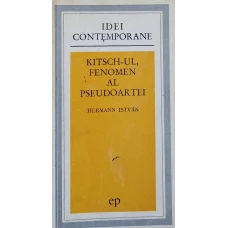 IDEI
CONTEMPORANE
KITSCH-UL,
FENOMEN
AL
PSEUDOARTEI
HERMANN ISTVÁN
ep